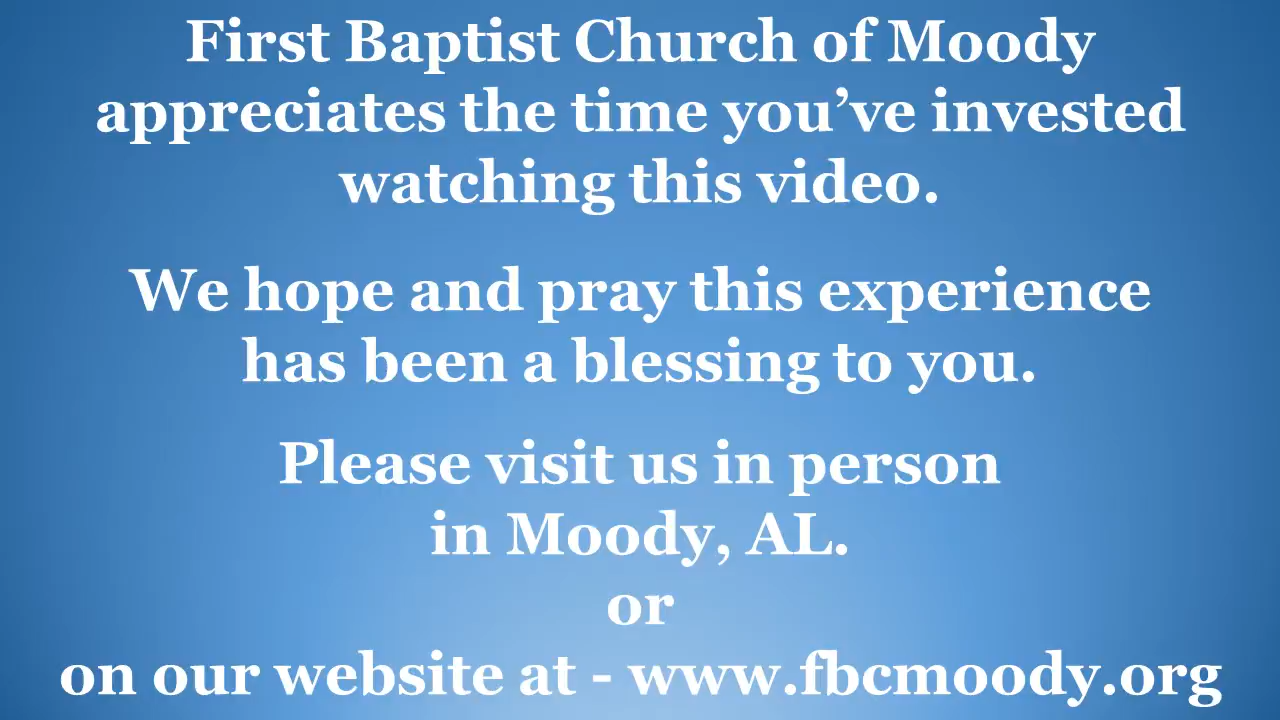 First Baptist Church of Moody
appreciates the time you’ve invested
watching this video.
We hope and pray this experience
has been a blessing to you.
Please visit us in person
in Moody, AL.
or
on our website at - www.fbcmoody.org